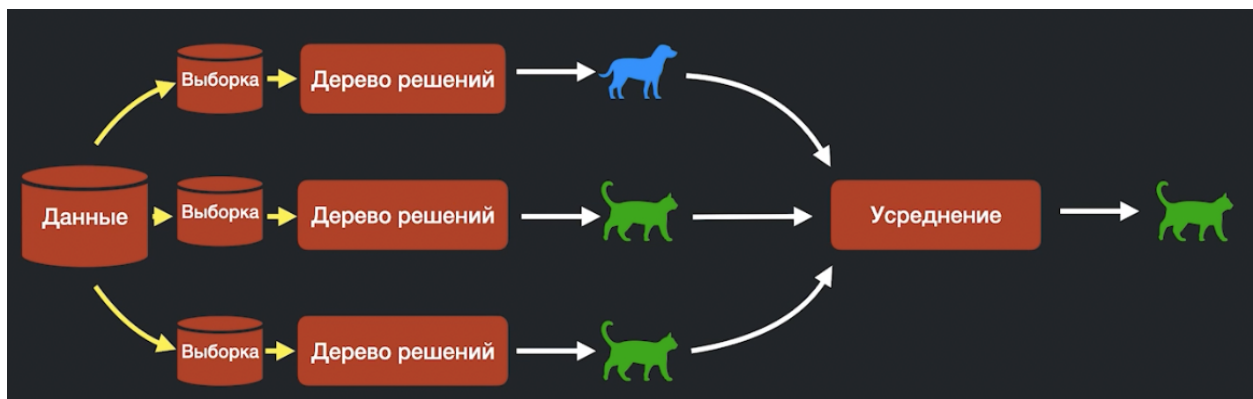 Выборка
Дерево решений
Данные
Выборка
Дерево решений
Усреднение
Выборка
Дерево решений